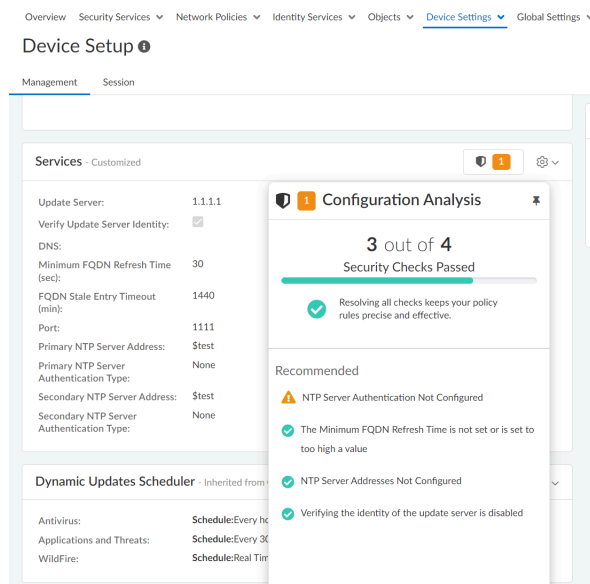 Overview Security Services Network Policies Identity Services Objects Device Settings Global Settings
Device Setup
Management Session
Services - Customized
1
Update Server: 1.1.1.1
Verify Update Server Identity:
DNS:
Minimum FQDN Refresh Time (sec): 30
FQDN Stale Entry Timeout (min): 1440
Port: 1111
Primary NTP Server Address: $test
Primary NTP Server Authentication Type: None
Secondary NTP Server Address: $test
Secondary NTP Server Authentication Type: None
1 Configuration Analysis
3 out of 4
Security Checks Passed
Resolving all checks keeps your policy
rules precise and effective.
Recommended
NTP Server Authentication Not Configured
The Minimum FQDN Refresh Time is not set or is set to
too high a value
NTP Server Addresses Not Configured
Verifying the identity of the update server is disabled
Dynamic Updates Scheduler - Inherited from
Antivirus: Schedule:Every
Applications and Threats: Schedule:Every
WildFire: Schedule:Real